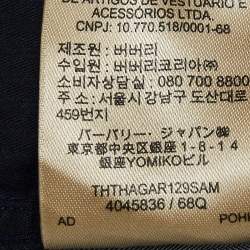 DE ARTIGOS DE VESTUÁRIO E
ACESSÓRIOS LTDA.
CNPJ: 10.770.518/0001-68
제조원 : 버버리
수입원 : 버버리코리아㈜
소비자상담실 : 080 700 8800
주소 : 서울시 강남구 도산대로
459번지
バーバリー・ジャパン㈱
東京都中央区銀座1-8-14
銀座YOMIKOビル
THTHAGAR129SAM
4045836 / 68Q
AD POH